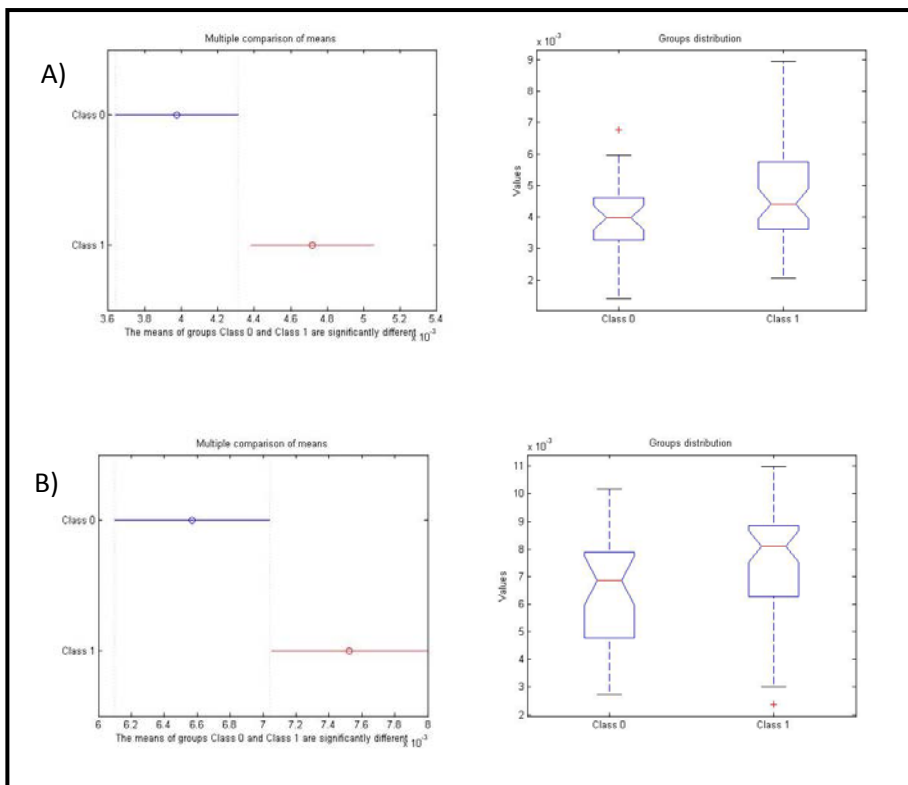 A)
Multiple comparison of means
Class 0
Class 1
3.6 3.8 4 4.2 4.4 4.6 4.8 5 5.2 5.4
The means of groups Class 0 and Class 1 are significantly different
x 10^-3
Groups distribution
x 10^-3
Values
9
8
7
6
5
4
3
2
Class 0 Class 1
B)
Multiple comparison of means
Class 0
Class 1
6 6.2 6.4 6.6 6.8 7 7.2 7.4 7.6 7.8 8
The means of groups Class 0 and Class 1 are significantly different
x 10^-3
Groups distribution
x 10^-3
Values
11
10
9
8
7
6
5
4
3
2
Class 0 Class 1